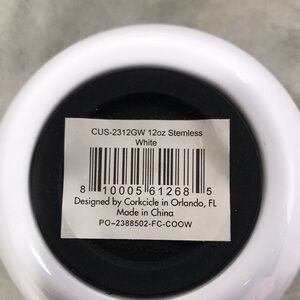 CUS-2312GW 12oz Stemless
White
8 10005 61268 5
Designed by Corkcicle in Orlando, FL
Made in China
PO-2388502-FC-COOW